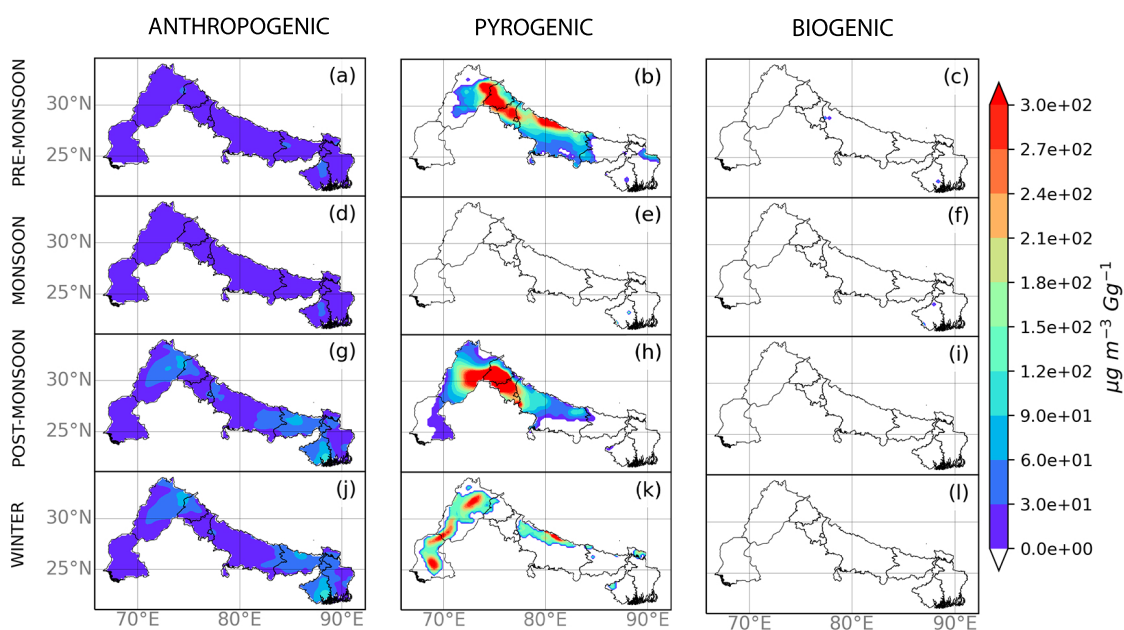 ANTHROPOGENIC PYROGENIC BIOGENIC
PRE-MONSOON
30°N
25°N
(a)
(b)
(c)
MONSOON
30°N
25°N
(d)
(e)
(f)
POST-MONSOON
30°N
25°N
(g)
(h)
(i)
WINTER
30°N
25°N
(j)
(k)
(l)
70°E 80°E 90°E
70°E 80°E 90°E
70°E 80°E 90°E
3.0e+02
2.7e+02
2.4e+02
2.1e+02
1.8e+02
1.5e+02
1.2e+02
9.0e+01
6.0e+01
3.0e+01
0.0e+00
μg m⁻³ Gg⁻¹